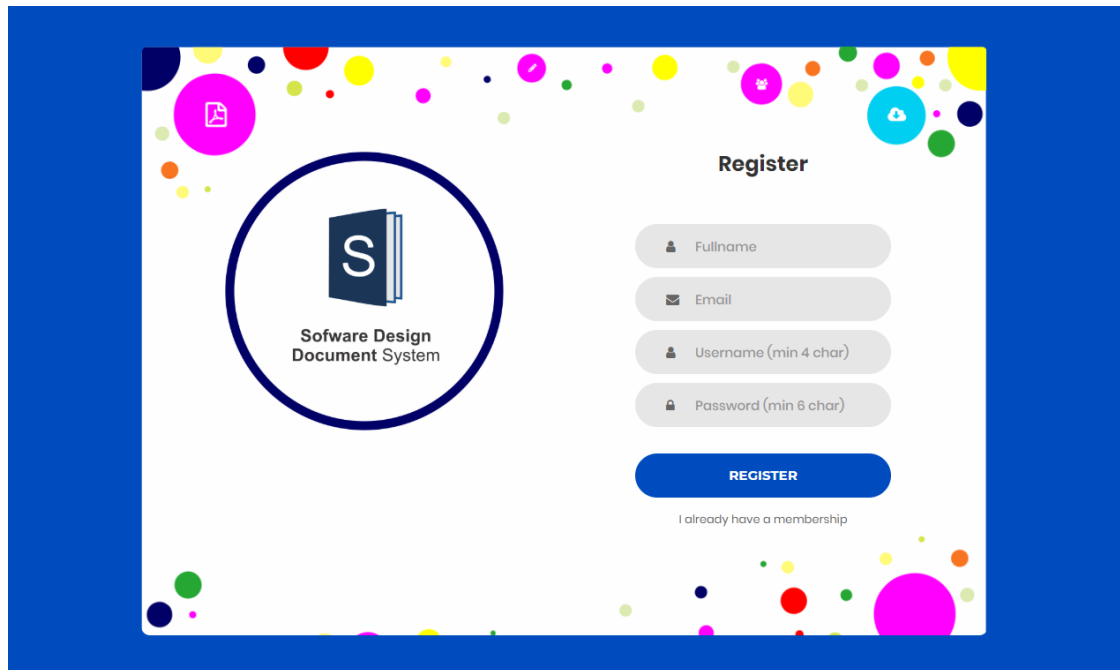 Register
S
Sofware Design
Document System
Fullname
Email
Username (min 4 char)
Password (min 6 char)
REGISTER
I already have a membership